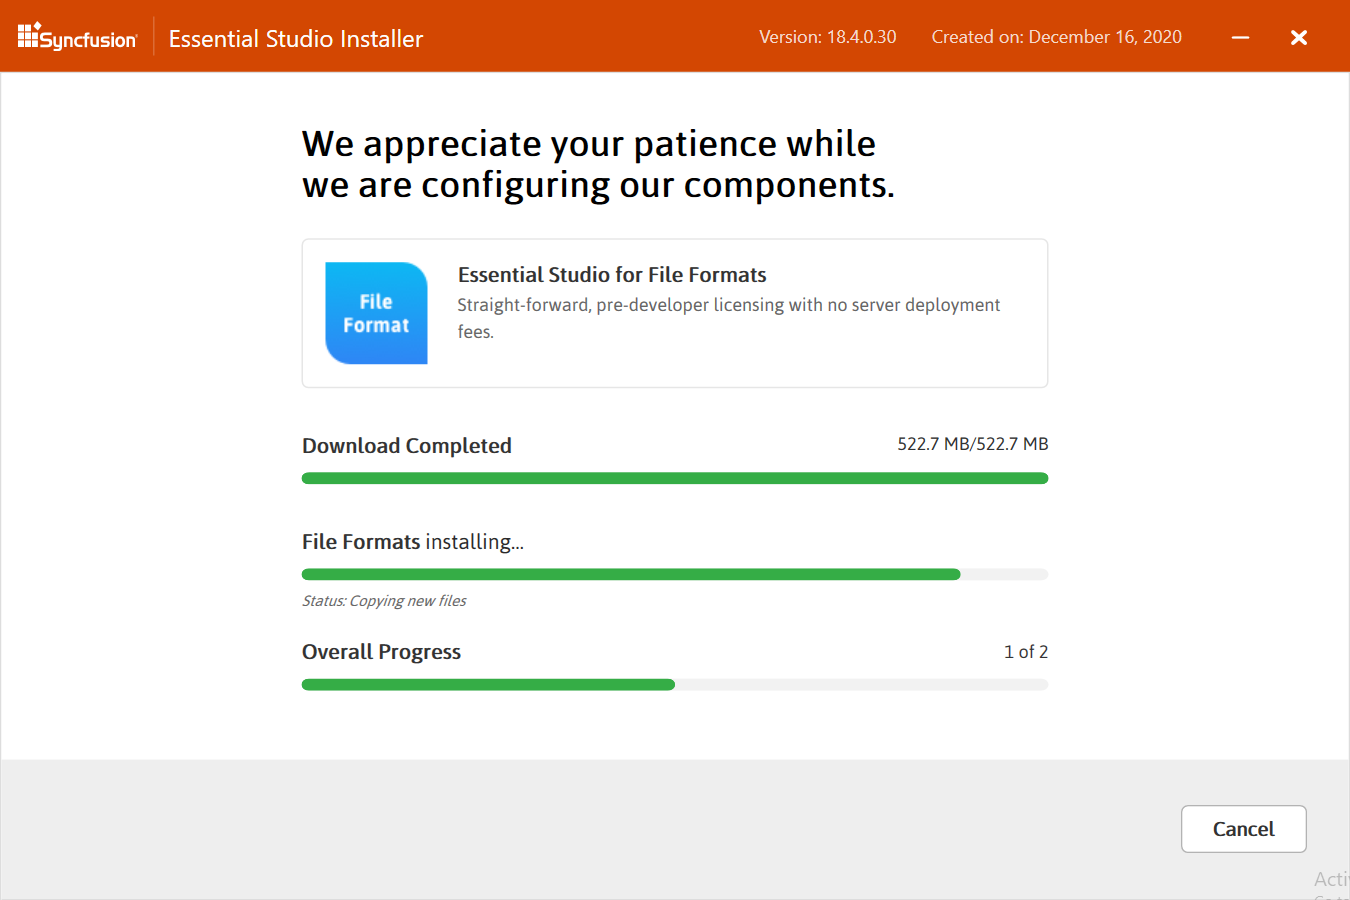 Syncfusion Essential Studio Installer Version: 18.4.0.30 Created on: December 16, 2020
We appreciate your patience while
we are configuring our components.
File
Format
Essential Studio for File Formats
Straight-forward, pre-developer licensing with no server deployment
fees.
Download Completed 522.7 MB/522.7 MB
File Formats installing...
Status: Copying new files
Overall Progress 1 of 2
Cancel